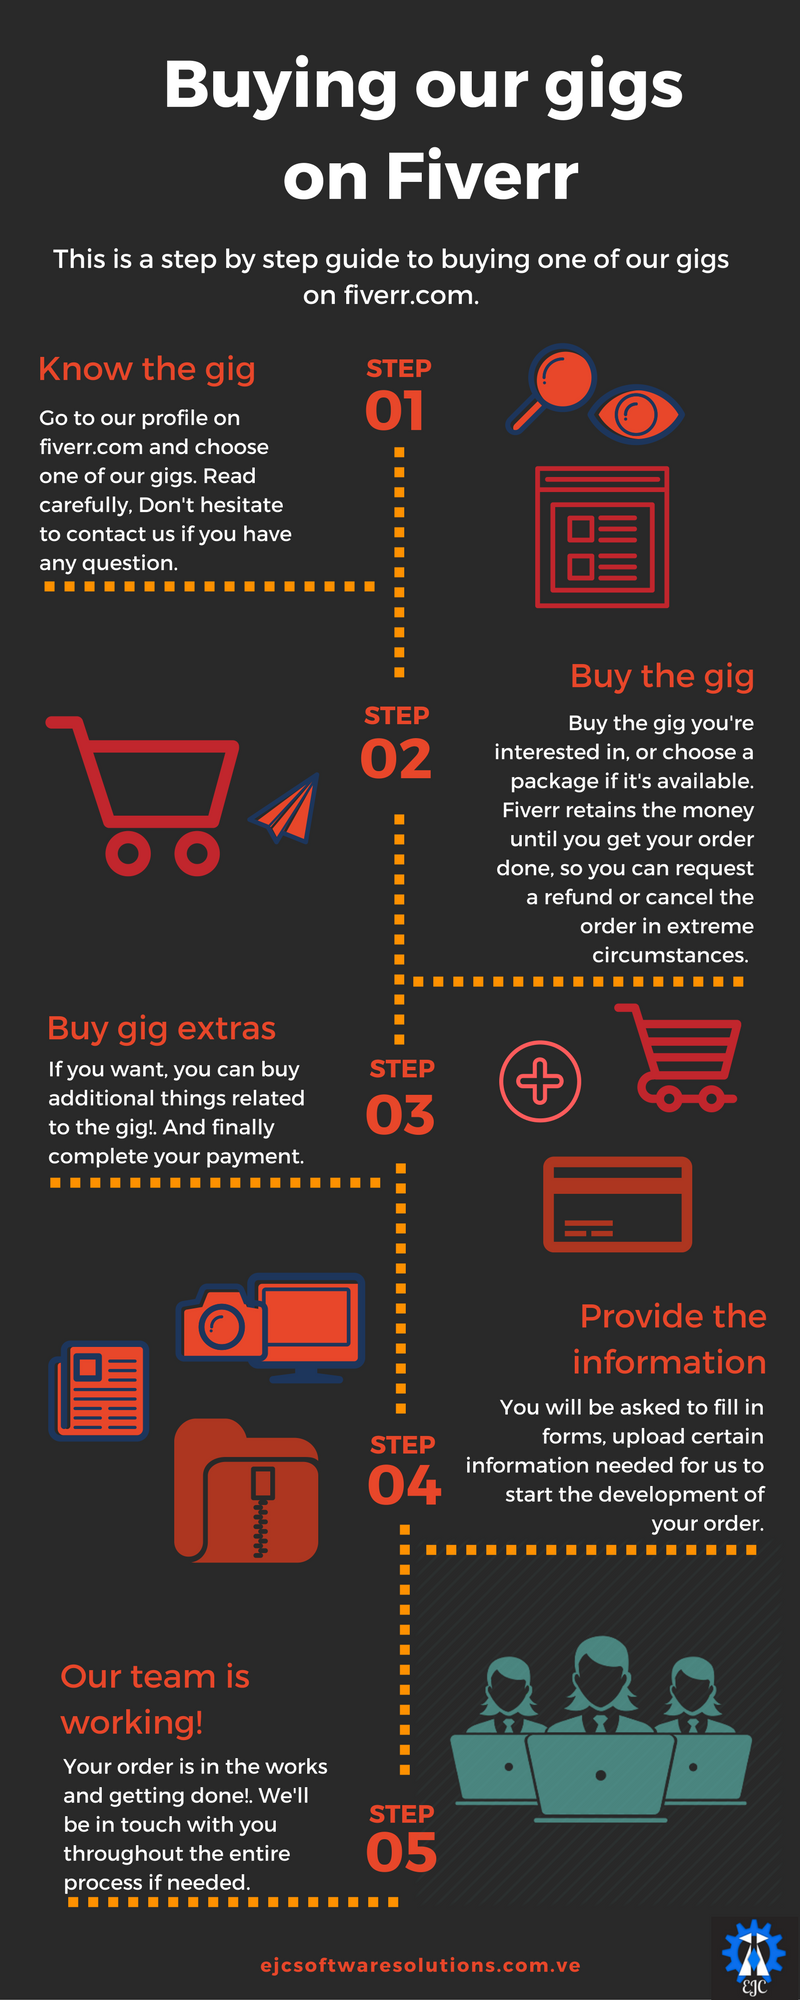 Buying our gigs
on Fiverr
This is a step by step guide to buying one of our gigs
on fiverr.com.
Know the gig
Go to our profile on
fiverr.com and choose
one of our gigs. Read
carefully, Don't hesitate
to contact us if you have
any question.
STEP
01
Buy the gig
Buy the gig you're
interested in, or choose a
package if it's available.
Fiverr retains the money
until you get your order
done, so you can request
a refund or cancel the
order in extreme
circumstances.
STEP
02
Buy gig extras
If you want, you can buy
additional things related
to the gig!. And finally
complete your payment.
STEP
03
Provide the
information
You will be asked to fill in
forms, upload certain
information needed for us to
start the development of
your order.
STEP
04
Our team is
working!
Your order is in the works
and getting done!. We'll
be in touch with you
throughout the entire
process if needed.
STEP
05
ejcsoftwaresolutions.com.ve
EJC